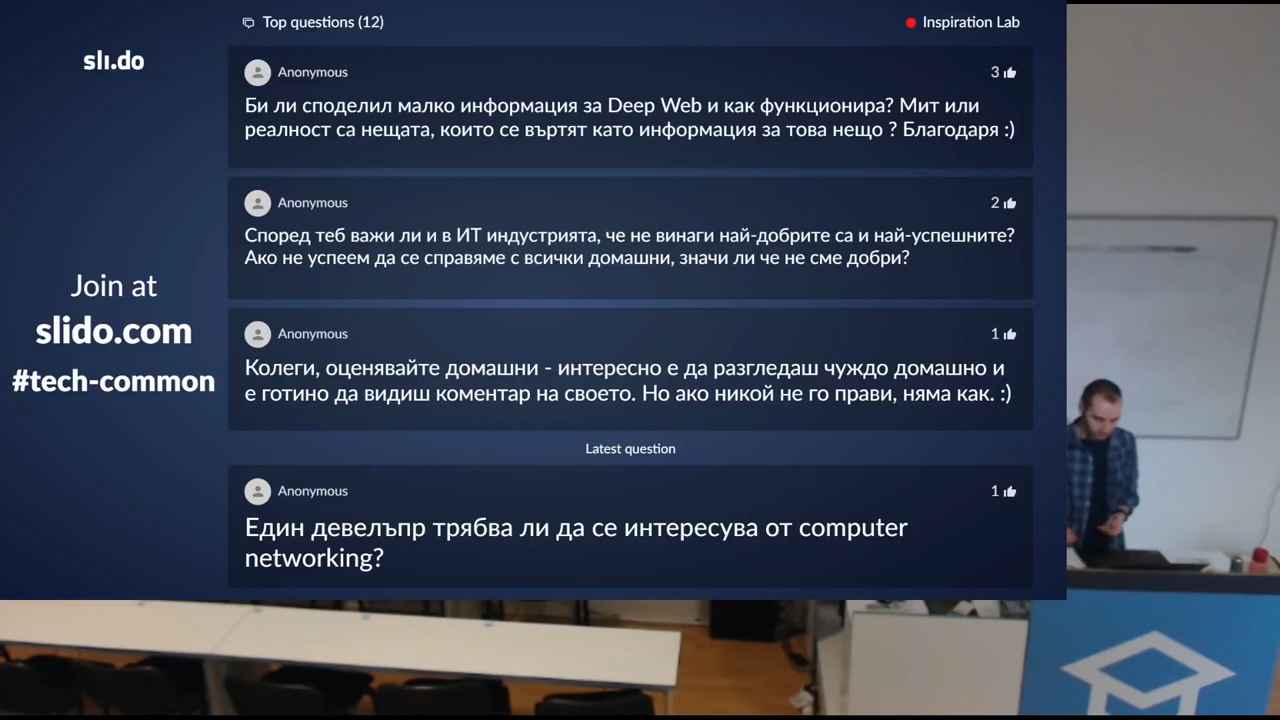 Top questions (12)
Inspiration Lab
sli.do
Anonymous
3
Би ли споделил малко информация за Deep Web и как функционира? Мит или
реалност са нещата, които се въртят като информация за това нещо ? Благодаря :)
Anonymous
2
Според теб важи ли и в ИТ индустрията, че не винаги най-добрите са и най-успешните?
Ако не успеем да се справяме с всички домашни, значи ли че не сме добри?
Join at
slido.com
#tech-common
Anonymous
1
Колеги, оценявайте домашни - интересно е да разгледаш чуждо домашно и
е готино да видиш коментар на своето. Но ако никой не го прави, няма как. :)
Latest question
Anonymous
1
Един девелъпр трябва ли да се интересува от computer
networking?